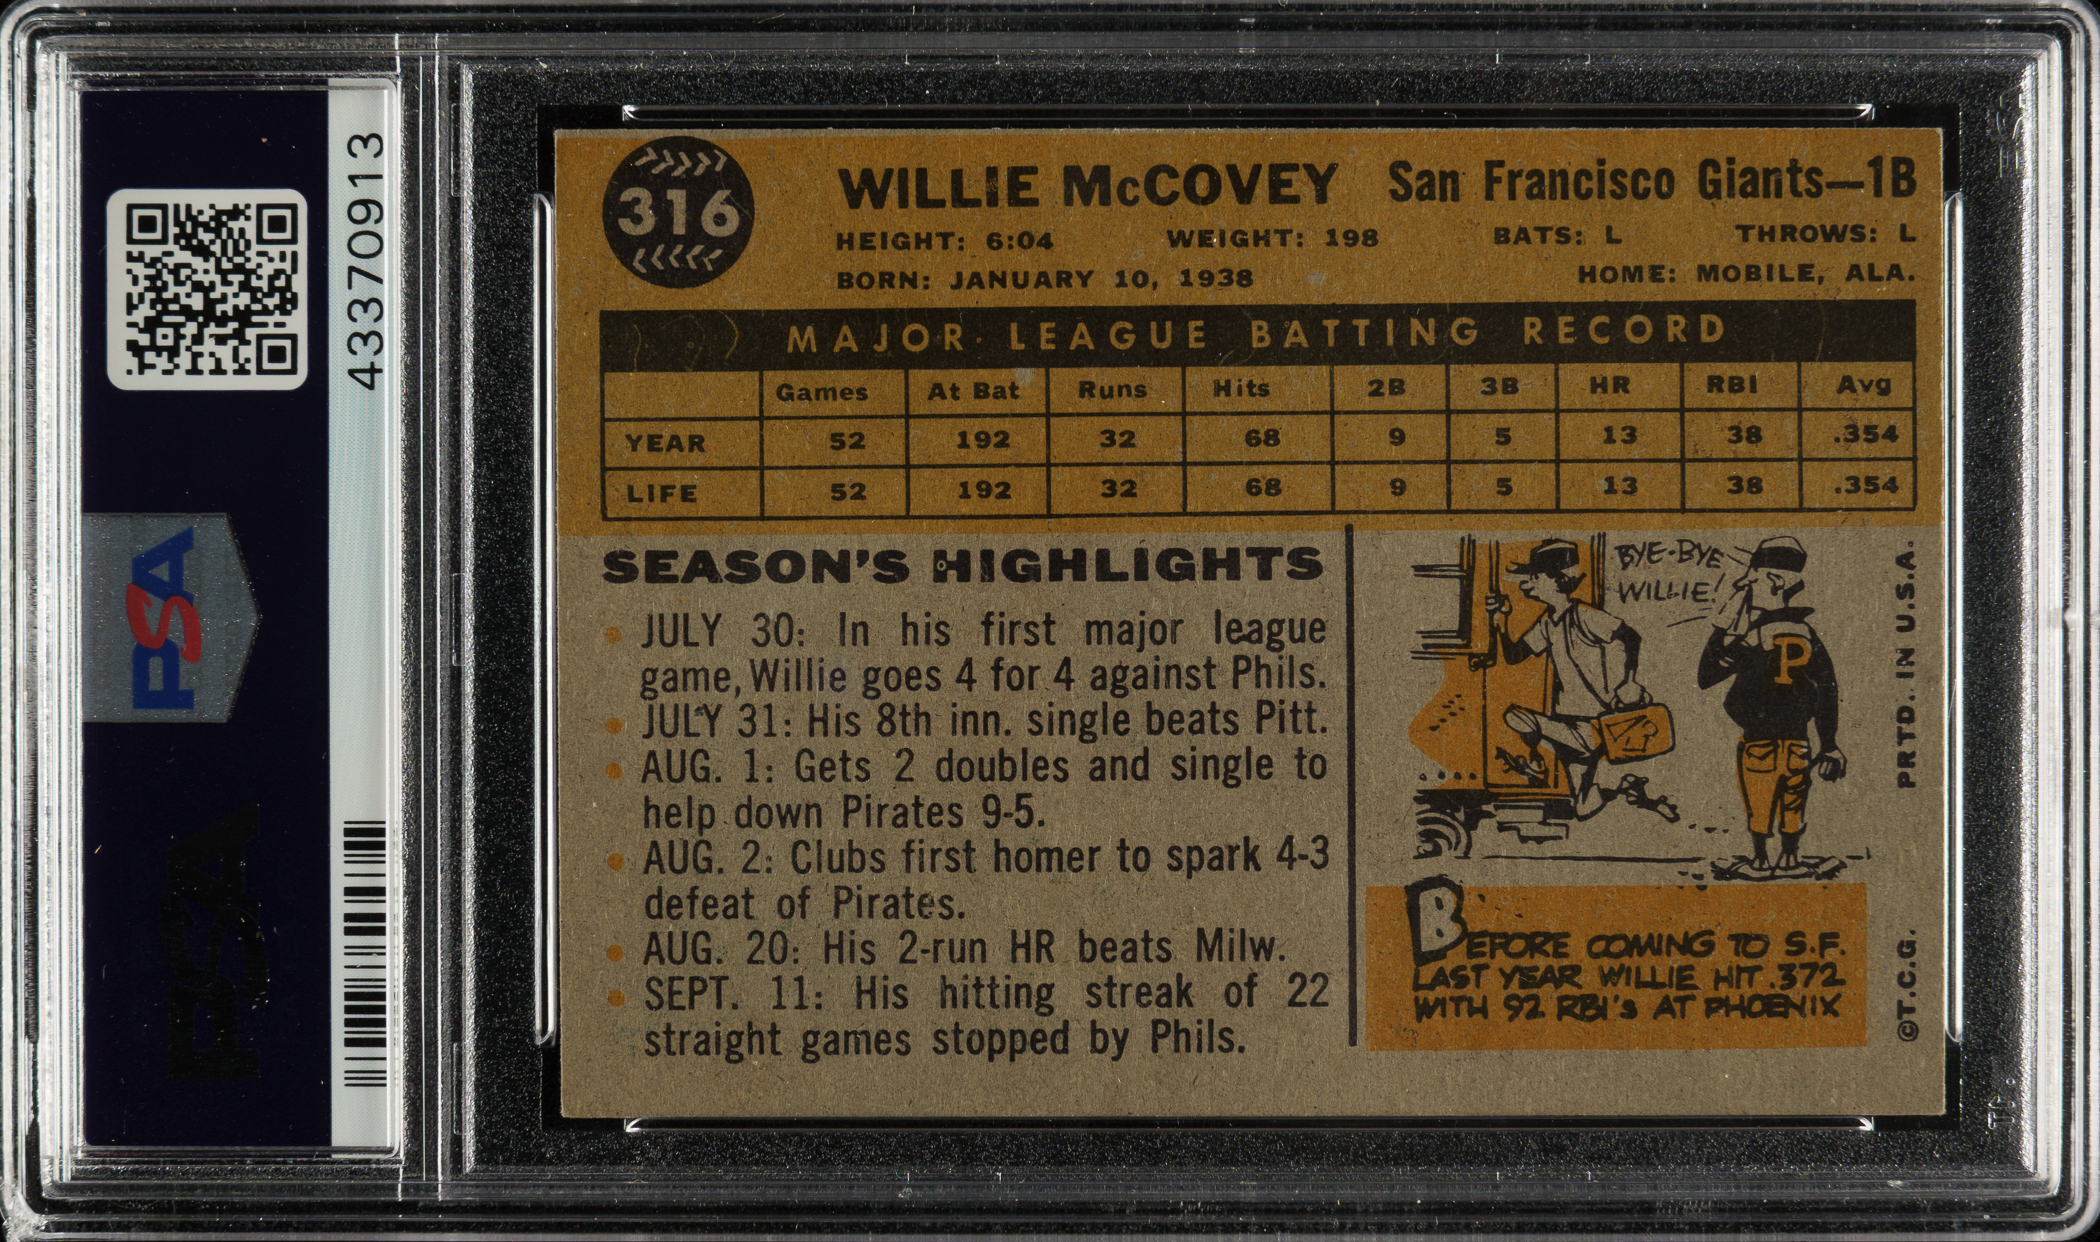 43370913
PSA
PSA
316
WILLIE McCOVEY San Francisco Giants—1B
HEIGHT: 6:04 WEIGHT: 198 BATS: L THROWS: L
BORN: JANUARY 10, 1938 HOME: MOBILE, ALA.
MAJOR LEAGUE BATTING RECORD
Games At Bat Runs Hits 2B 3B HR RBI Avg
YEAR 52 192 32 68 9 5 13 38 .354
LIFE 52 192 32 68 9 5 13 38 .354
SEASON'S HIGHLIGHTS
JULY 30: In his first major league
game, Willie goes 4 for 4 against Phils.
JULY 31: His 8th inn. single beats Pitt.
AUG. 1: Gets 2 doubles and single to
help down Pirates 9-5.
AUG. 2: Clubs first homer to spark 4-3
defeat of Pirates.
AUG. 20: His 2-run HR beats Milw.
SEPT. 11: His hitting streak of 22
straight games stopped by Phils.
BYE-BYE
WILLIE!
P
BEFORE COMING TO S.F.
LAST YEAR WILLIE HIT .372
WITH 92 RBI's AT PHOENIX
©T.C.G. PRTD. IN U.S.A.